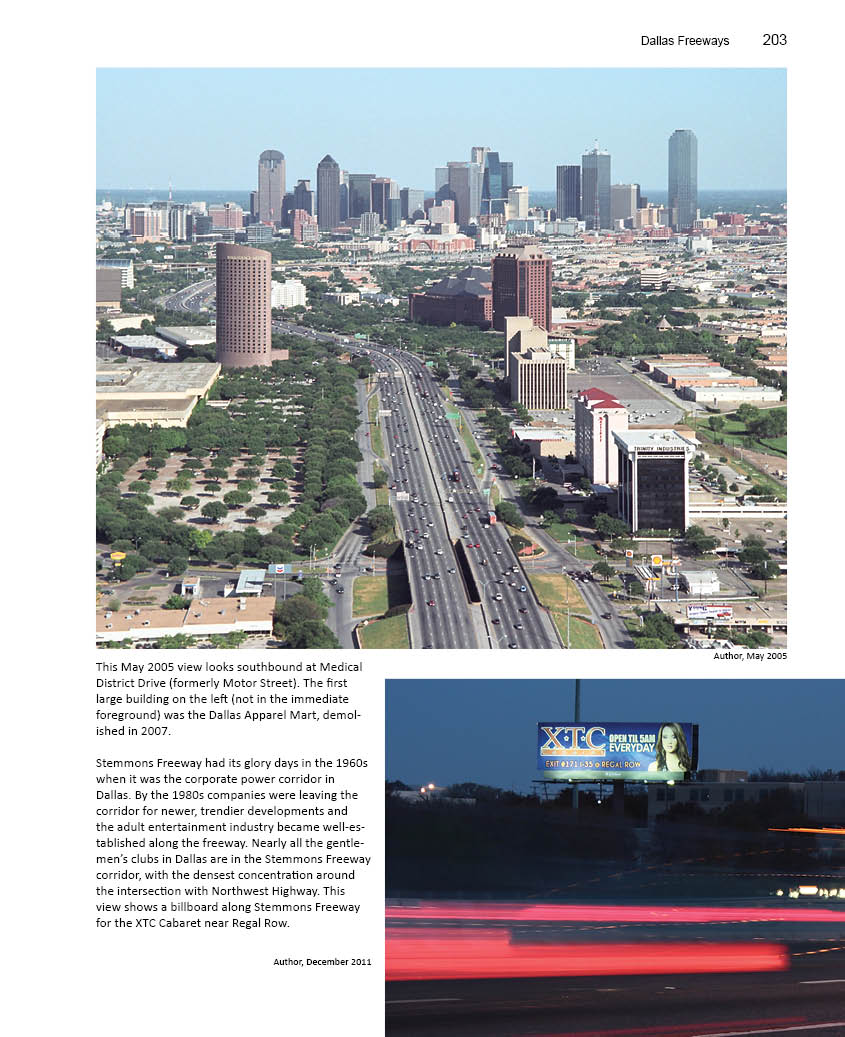 Dallas Freeways 203
TRINITY INDUSTRIES
Author, May 2005
This May 2005 view looks southbound at Medical
District Drive (formerly Motor Street). The first
large building on the left (not in the immediate
foreground) was the Dallas Apparel Mart, demol-
ished in 2007.
Stemmons Freeway had its glory days in the 1960s
when it was the corporate power corridor in
Dallas. By the 1980s companies were leaving the
corridor for newer, trendier developments and
the adult entertainment industry became well-es-
tablished along the freeway. Nearly all the gentle-
men’s clubs in Dallas are in the Stemmons Freeway
corridor, with the densest concentration around
the intersection with Northwest Highway. This
view shows a billboard along Stemmons Freeway
for the XTC Cabaret near Regal Row.
Author, December 2011
XTC
OPEN TIL 5AM
EVERYDAY
EXIT #171 I-35 @ REGAL ROW